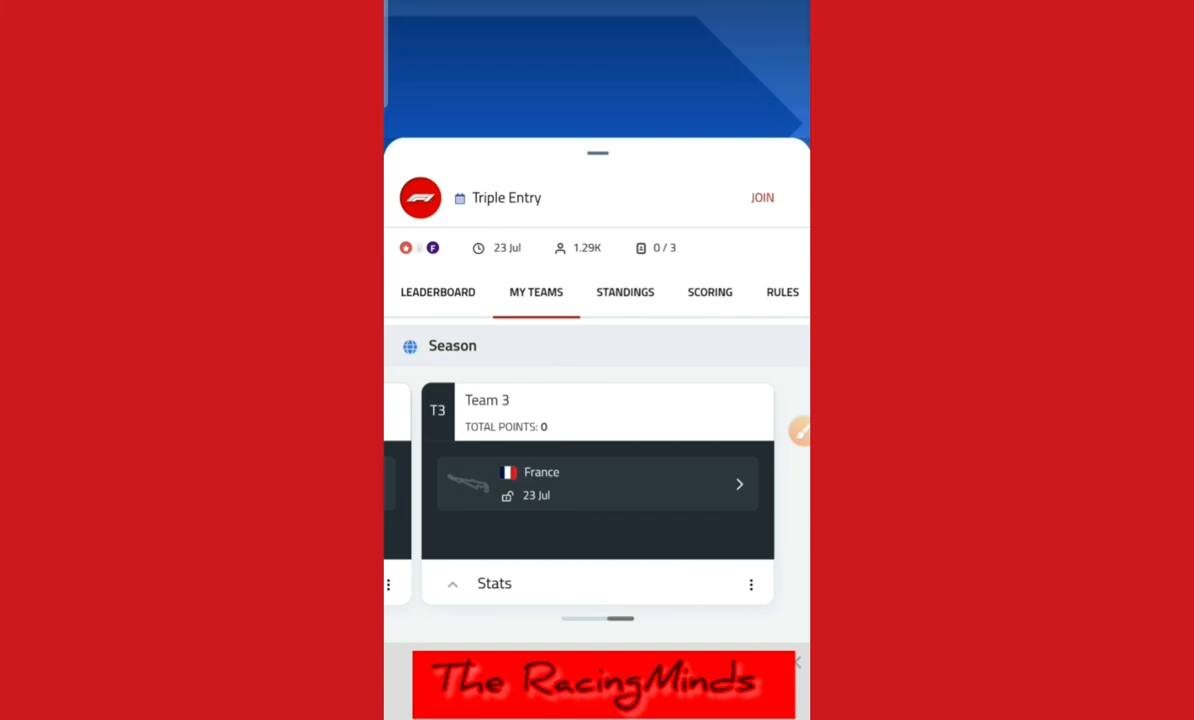 Triple Entry
JOIN
F
23 Jul
1.29K
0 / 3
LEADERBOARD
MY TEAMS
STANDINGS
SCORING
RULES
Season
T3
Team 3
TOTAL POINTS: 0
France
23 Jul
Stats
The RacingMinds